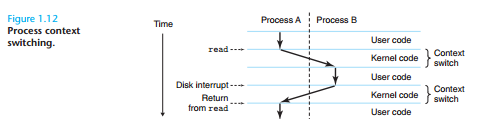 Figure 1.12
Process context
switching.
Time
Process A
Process B
User code
read
Kernel code
Context
switch
User code
Disk interrupt
Kernel code
Context
switch
Return
from read
User code